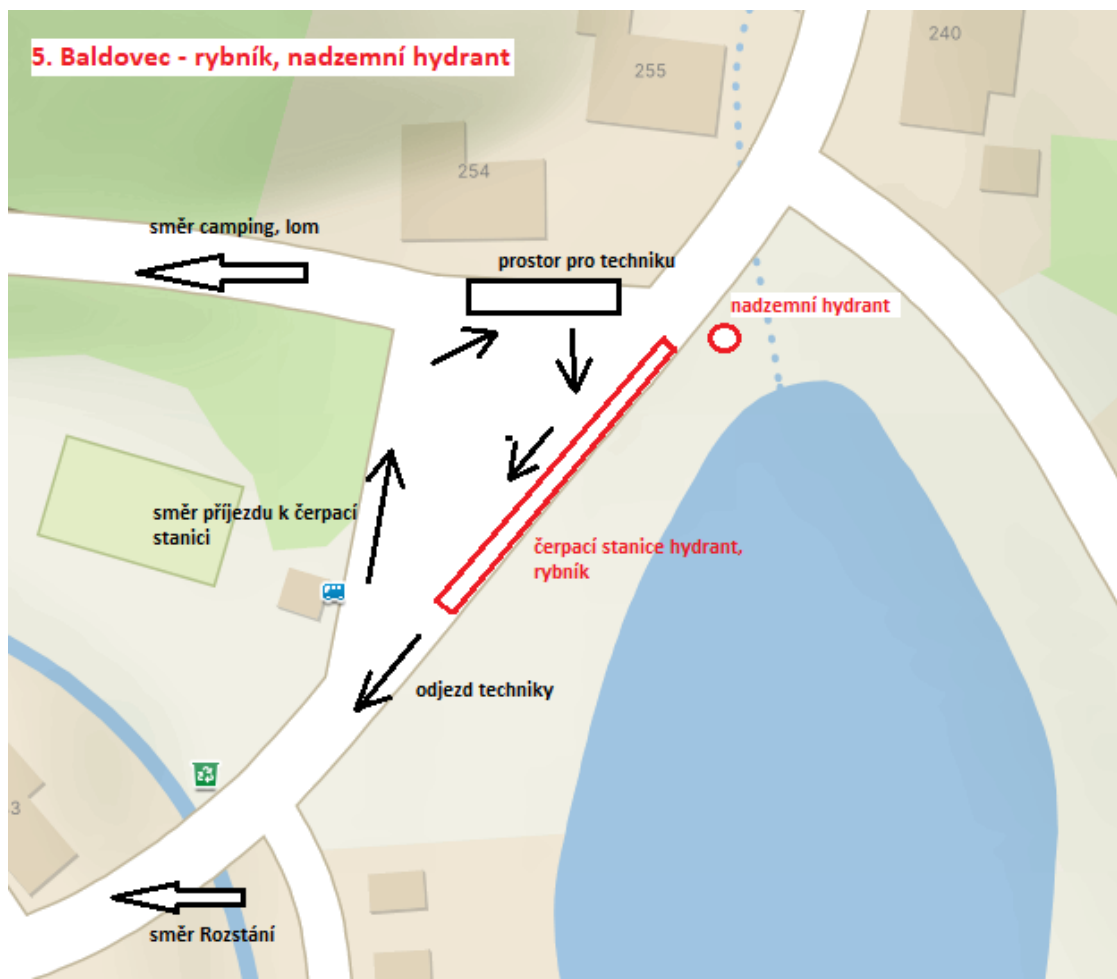 5. Baldovec - rybník, nadzemní hydrant
240
255
254
směr camping, lom
prostor pro techniku
nadzemní hydrant
směr příjezdu k čerpací
stanici
čerpací stanice hydrant,
rybník
odjezd techniky
3
směr Rozstání